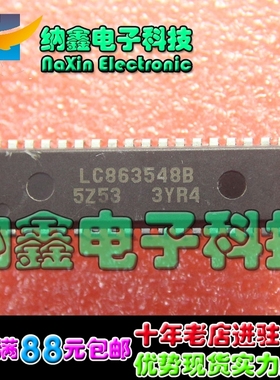 纳鑫电子科技
NaXin Electronic
LC863548B
5Z53 3YR4
纳鑫电子科技
满88元包邮
十年老店进驻
优势现货实力